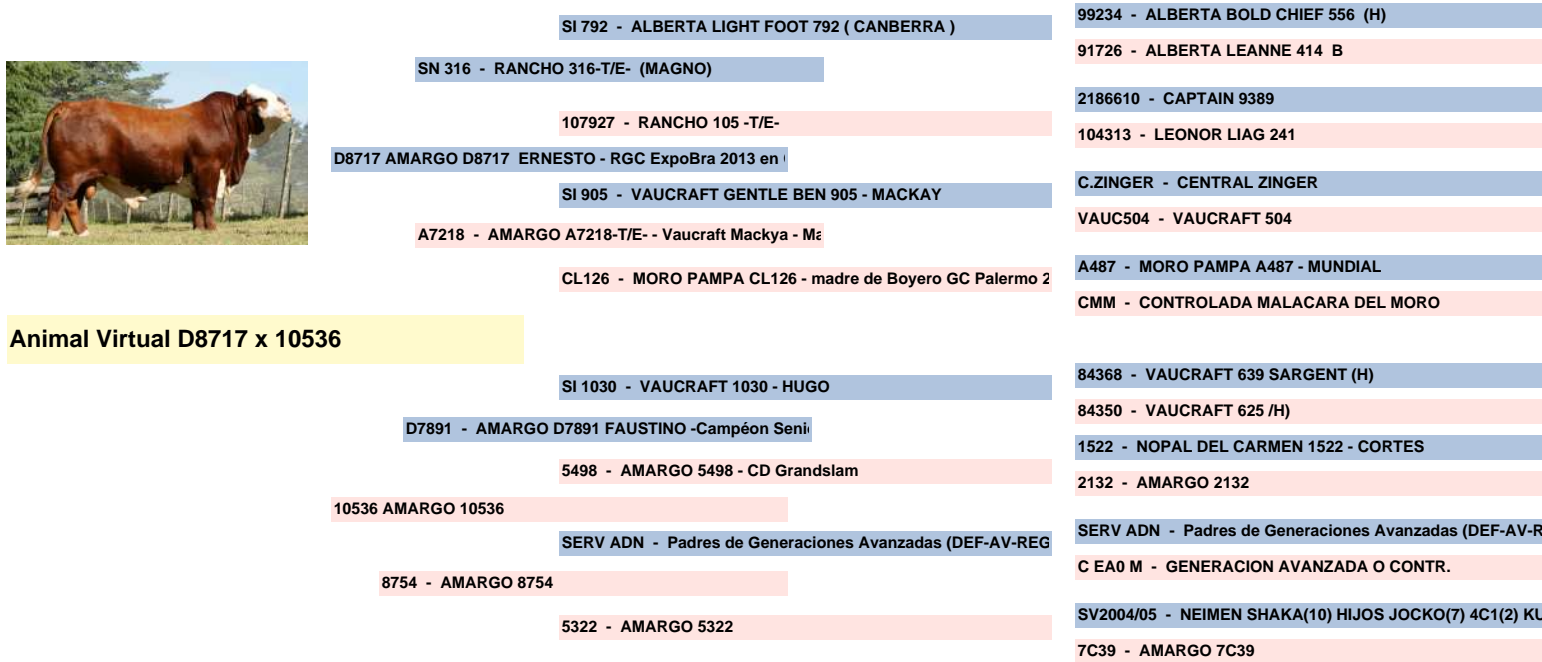 SI 792 - ALBERTA LIGHT FOOT 792 ( CANBERRA )
99234 - ALBERTA BOLD CHIEF 556 (H)
91726 - ALBERTA LEANNE 414 B
SN 316 - RANCHO 316-T/E- (MAGNO)
107927 - RANCHO 105 -T/E-
2186610 - CAPTAIN 9389
104313 - LEONOR LIAG 241
D8717 AMARGO D8717 ERNESTO - RGC ExpoBra 2013 en
SI 905 - VAUCRAFT GENTLE BEN 905 - MACKAY
C.ZINGER - CENTRAL ZINGER
VAUC504 - VAUCRAFT 504
A7218 - AMARGO A7218-T/E- - Vaucraft Mackya - Ma
CL126 - MORO PAMPA CL126 - madre de Boyero GC Palermo 2
A487 - MORO PAMPA A487 - MUNDIAL
CMM - CONTROLADA MALACARA DEL MORO
Animal Virtual D8717 x 10536
SI 1030 - VAUCRAFT 1030 - HUGO
84368 - VAUCRAFT 639 SARGENT (H)
84350 - VAUCRAFT 625 /H)
D7891 - AMARGO D7891 FAUSTINO -Campéon Seni
5498 - AMARGO 5498 - CD Grandslam
1522 - NOPAL DEL CARMEN 1522 - CORTES
2132 - AMARGO 2132
10536 AMARGO 10536
SERV ADN - Padres de Generaciones Avanzadas (DEF-AV-REG
SERV ADN - Padres de Generaciones Avanzadas (DEF-AV-R
C EA0 M - GENERACION AVANZADA O CONTR.
8754 - AMARGO 8754
5322 - AMARGO 5322
SV2004/05 - NEIMEN SHAKA(10) HIJOS JOCKO(7) 4C1(2) KU
7C39 - AMARGO 7C39